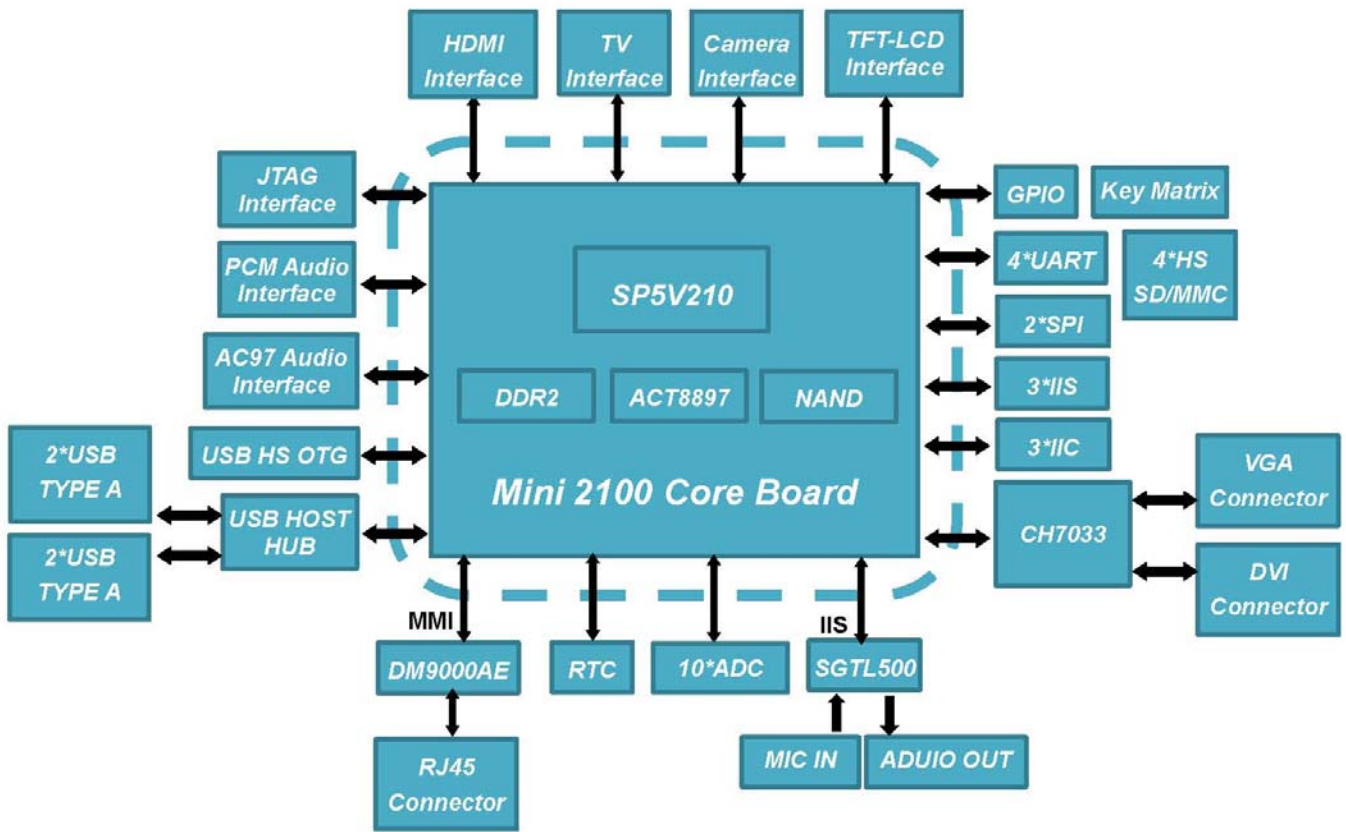 HDMI
Interface
TV
Interface
Camera
Interface
TFT-LCD
Interface
JTAG
Interface
PCM Audio
Interface
AC97 Audio
Interface
USB HS OTG
2*USB
TYPE A
2*USB
TYPE A
USB HOST
HUB
SP5V210
DDR2
ACT8897
NAND
Mini 2100 Core Board
GPIO
Key Matrix
4*UART
4*HS
SD/MMC
2*SPI
3*IIS
3*IIC
CH7033
VGA
Connector
DVI
Connector
MMI
IIS
DM9000AE
RTC
10*ADC
SGTL500
RJ45
Connector
MIC IN
ADUIO OUT